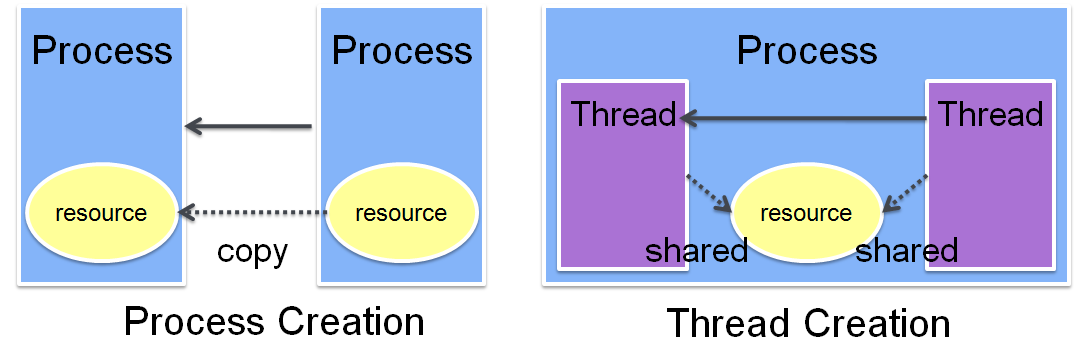 Process
Process
resource
resource
copy
Process Creation
Process
Thread
Thread
resource
shared
shared
Thread Creation